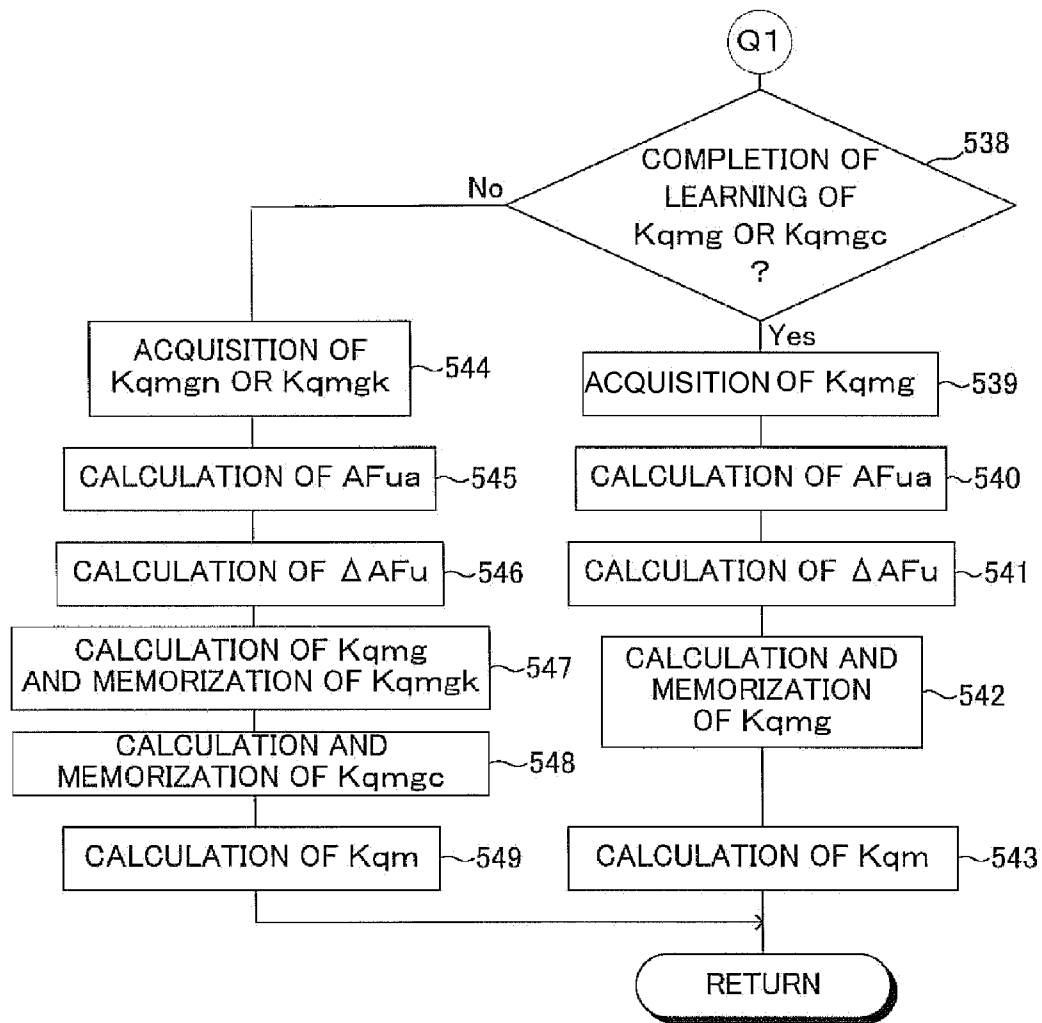 Q1
COMPLETION OF
LEARNING OF
Kqmg OR Kqmgc
?
538
No
Yes
ACQUISITION OF
Kqmgn OR Kqmgk
544
ACQUISITION OF Kqmg
539
CALCULATION OF AFua
545
CALCULATION OF AFua
540
CALCULATION OF Δ AFu
546
CALCULATION OF Δ AFu
541
CALCULATION OF Kqmg
AND MEMORIZATION OF Kqmgk
547
CALCULATION AND
MEMORIZATION
OF Kqmg
542
CALCULATION AND
MEMORIZATION OF Kqmgc
548
CALCULATION OF Kqm
549
CALCULATION OF Kqm
543
RETURN